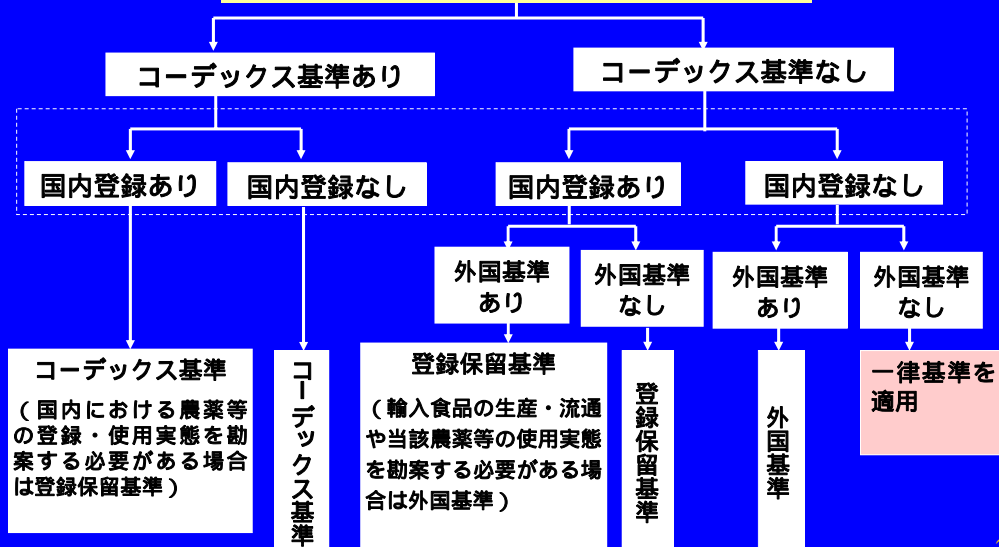 コーデックス基準あり
コーデックス基準なし
国内登録あり
国内登録なし
国内登録あり
国内登録なし
外国基準
あり
外国基準
なし
外国基準
あり
外国基準
なし
コーデックス基準
（国内における農薬等
の登録・使用実態を勘
案する必要がある場合
は登録保留基準）
コーデックス基準
登録保留基準
（輸入食品の生産・流通
や当該農薬等の使用実態
を勘案する必要がある場
合は外国基準）
登録保留基準
外国基準
一律基準を
適用